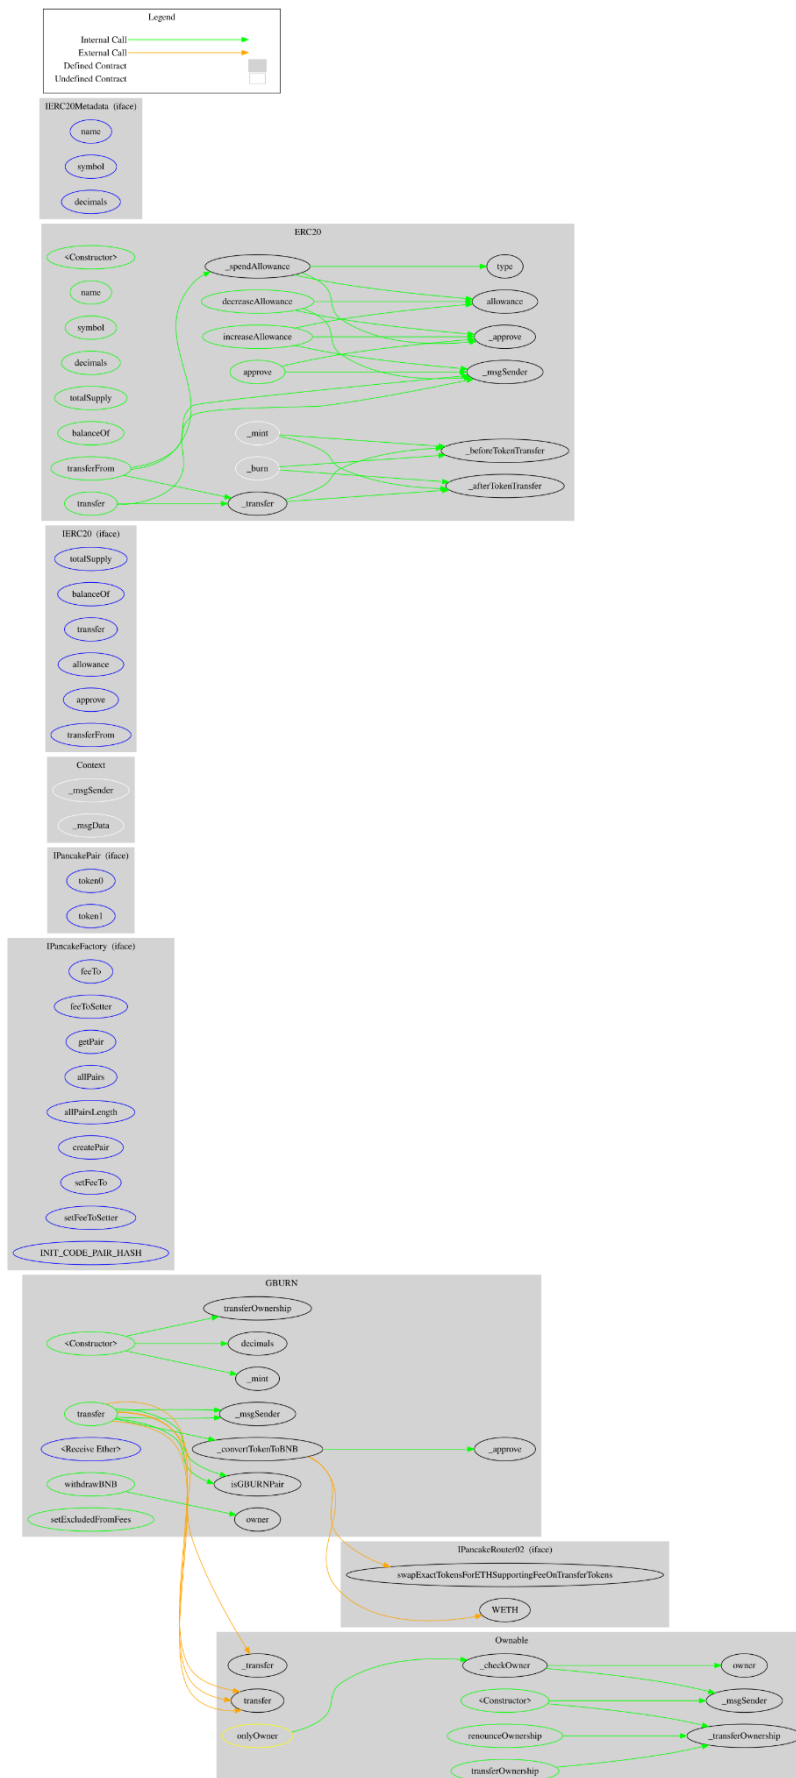 Legend
Internal Call
External Call
Defined Contract
Undefined Contract
IERC20Metadata (iface)
name
symbol
decimals
ERC20
<Constructor>
name
symbol
decimals
totalSupply
balanceOf
transferFrom
transfer
_spendAllowance
decreaseAllowance
increaseAllowance
approve
_mint
_burn
_transfer
type
allowance
_approve
_msgSender
_beforeTokenTransfer
_afterTokenTransfer
IERC20 (iface)
totalSupply
balanceOf
transfer
allowance
approve
transferFrom
Context
_msgSender
_msgData
IPancakePair (iface)
token0
token1
IPancakeFactory (iface)
feeTo
feeToSetter
getPair
allPairs
allPairsLength
createPair
setFeeTo
setFeeToSetter
INIT_CODE_PAIR_HASH
GBURN
<Constructor>
transfer
<Receive Ether>
withdrawBNB
setExcludedFromFees
transferOwnership
decimals
_mint
_msgSender
_convertTokenToBNB
isGBURNPair
owner
_approve
IPancakeRouter02 (iface)
swapExactTokensForETHSupportingFeeOnTransferTokens
WETH
Ownable
_transfer
transfer
onlyOwner
_checkOwner
<Constructor>
renounceOwnership
transferOwnership
owner
_msgSender
_transferOwnership